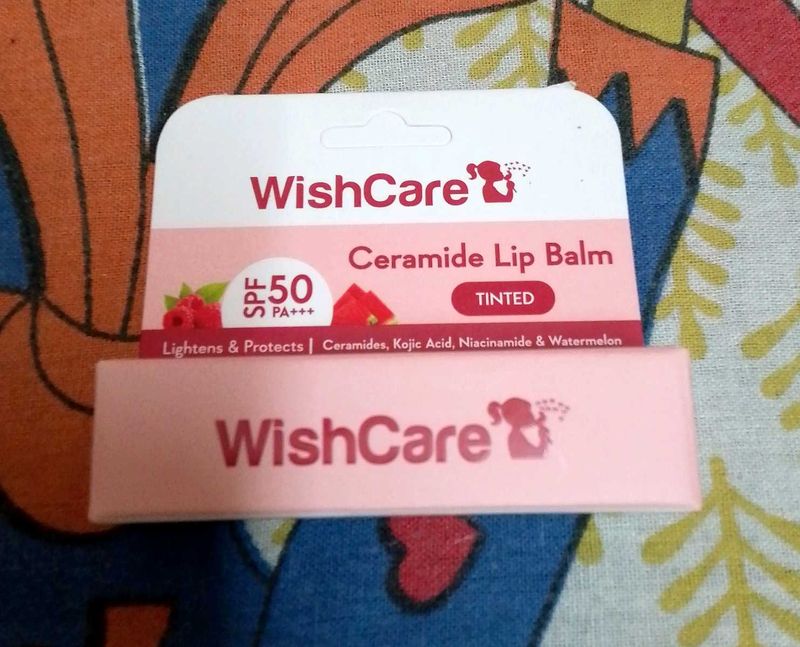 WishCare
Ceramide Lip Balm
SPF 50
PA+++
TINTED
Lightens & Protects | Ceramides, Kojic Acid, Niacinamide & Watermelon
WishCare